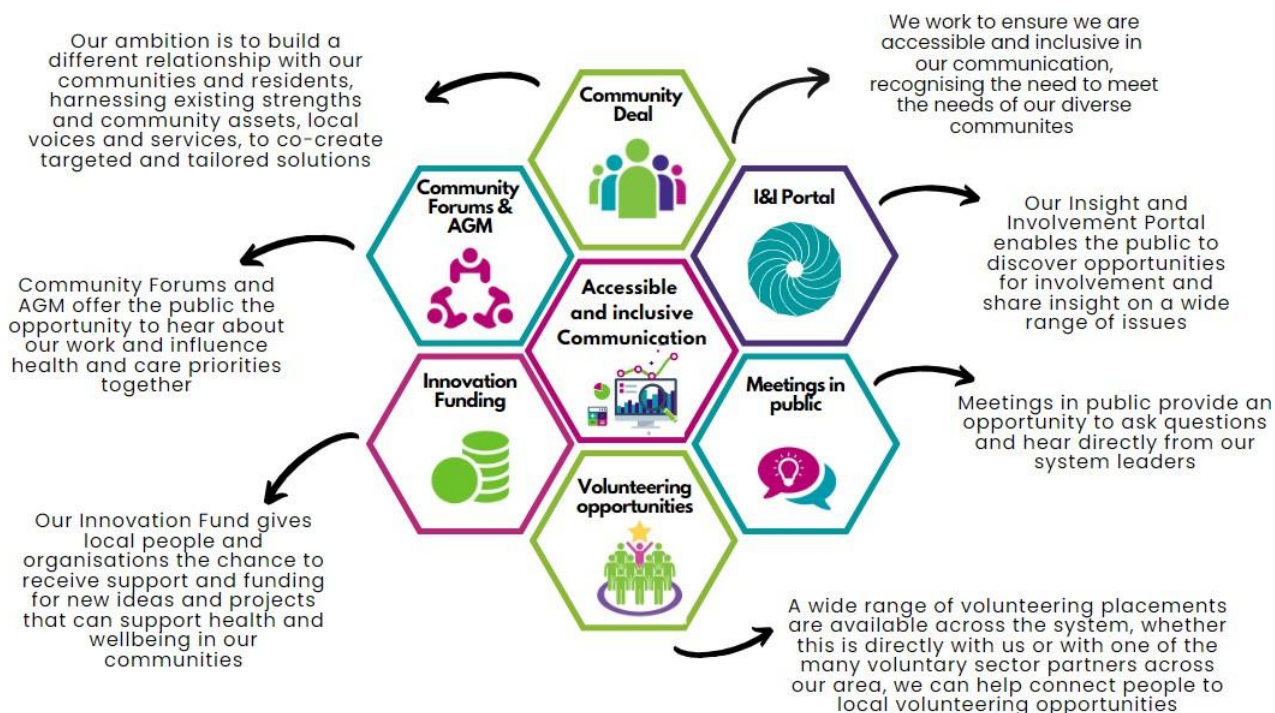 Our ambition is to build a
different relationship with our
communities and residents,
harnessing existing strengths
and community assets, local
voices and services, to co-create
targeted and tailored solutions
Community
Deal
We work to ensure we are
accessible and inclusive in
our communication,
recognising the need to meet
the needs of our diverse
communites
Community
Forums &
AGM
I&I Portal
Our Insight and
Involvement Portal
enables the public to
discover opportunities
for involvement and
share insight on a wide
range of issues
Community Forums and
AGM offer the public the
opportunity to hear about
our work and influence
health and care priorities
together
Accessible
and inclusive
Communication
Innovation
Funding
Meetings in
public
Meetings in public provide an
opportunity to ask questions
and hear directly from our
system leaders
Our Innovation Fund gives
local people and
organisations the chance to
receive support and funding
for new ideas and projects
that can support health and
wellbeing in our
communities
Volunteering
opportunities
A wide range of volunteering placements
are available across the system, whether
this is directly with us or with one of the
many voluntary sector partners across
our area, we can help connect people to
local volunteering opportunities